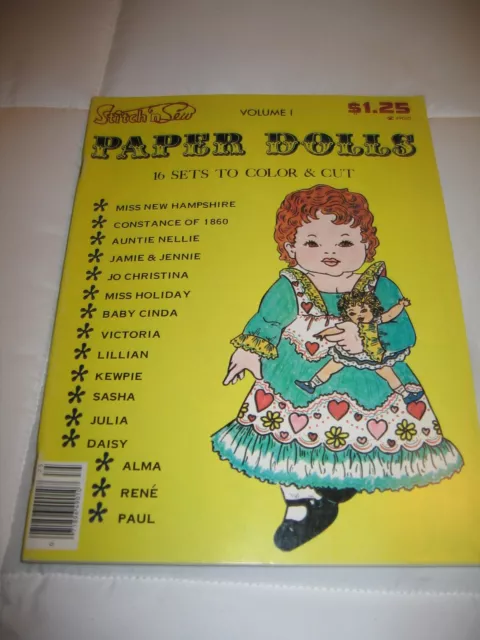 Stitch 'n Sew
VOLUME I
$1.25
PAPER DOLLS
16 SETS TO COLOR & CUT
* MISS NEW HAMPSHIRE
* CONSTANCE OF 1860
* AUNTIE NELLIE
* JAMIE & JENNIE
* JO CHRISTINA
* MISS HOLIDAY
* BABY CINDA
* VICTORIA
* LILLIAN
* KEWPIE
* SASHA
* JULIA
* DAISY
* ALMA
* RENÉ
* PAUL